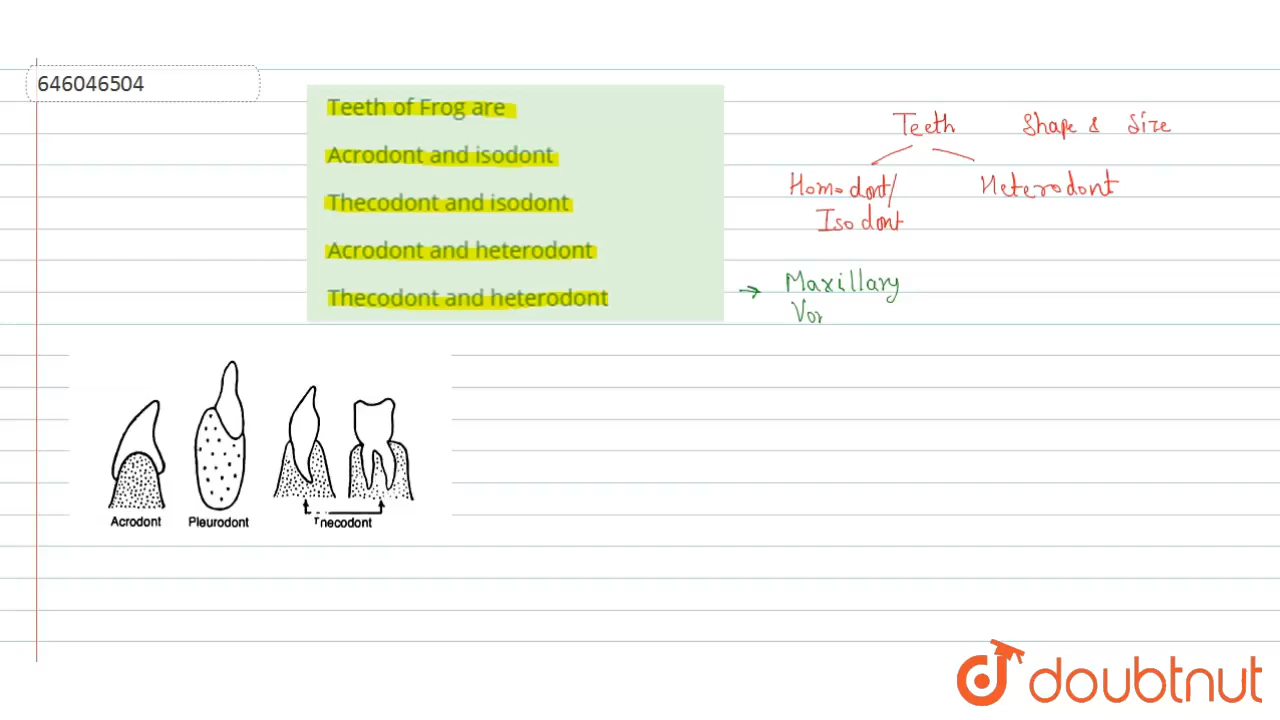 646046504
Teeth of Frog are
Acrodont and isodont
Thecodont and isodont
Acrodont and heterodont
Thecodont and heterodont
Teeth Shape & Size
Homodont/ Heterodont
Isodont
→ Maxillary
Vor
Acrodont Pleurodont Thecodont
doubtnut